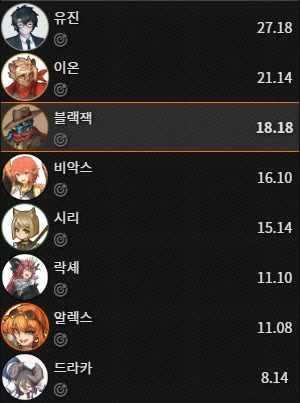 유진
27.18
이온
21.14
블랙잭
18.18
비악스
16.10
시리
15.14
락셰
11.10
알렉스
11.08
드라카
8.14